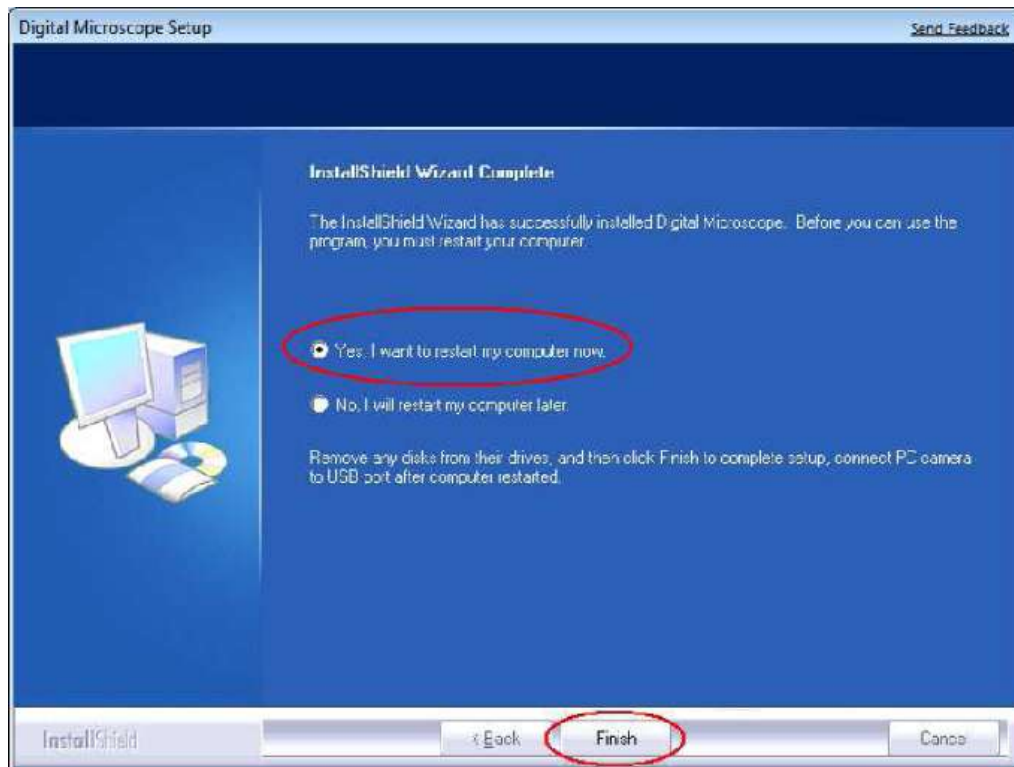 Digital Microscope Setup
Send Feedback
InstallShield Wizard Complete
The InstallShield Wizard has successfully installed Digital Microscope. Before you can use the
program, you must restart your computer.
Yes, I want to restart my computer now.
No, I will restart my computer later.
Remove any disks from their drives, and then click Finish to complete setup, connect PC camera
to USB port after computer restarted.
InstallShield
< Back
Finish
Cancel